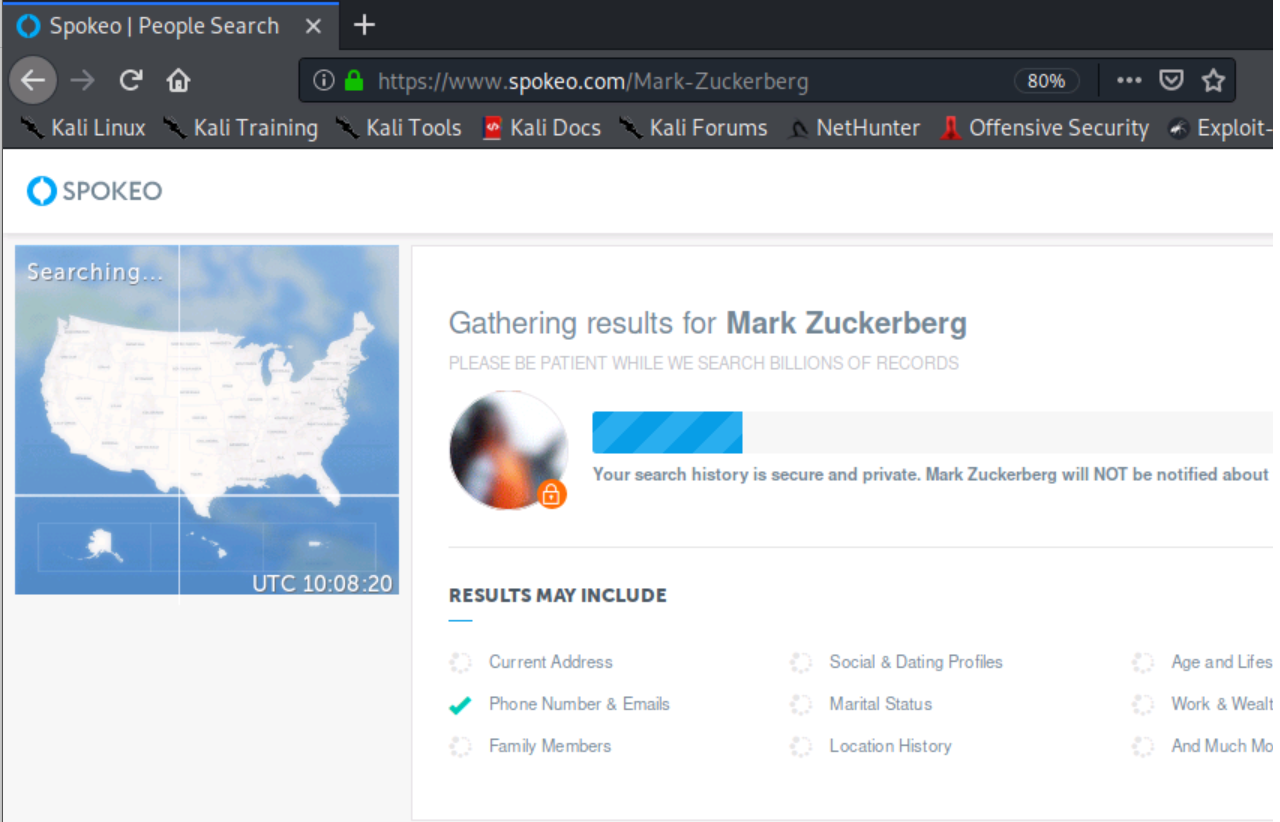 Spokeo | People Search
https://www.spokeo.com/Mark-Zuckerberg
80%
Kali Linux Kali Training Kali Tools Kali Docs Kali Forums NetHunter Offensive Security Exploit-
SPOKEO
Searching...
UTC 10:08:20
Gathering results for Mark Zuckerberg
PLEASE BE PATIENT WHILE WE SEARCH BILLIONS OF RECORDS
Your search history is secure and private. Mark Zuckerberg will NOT be notified about
RESULTS MAY INCLUDE
Current Address Social & Dating Profiles Age and Lifes
Phone Number & Emails Marital Status Work & Wealt
Family Members Location History And Much Mo